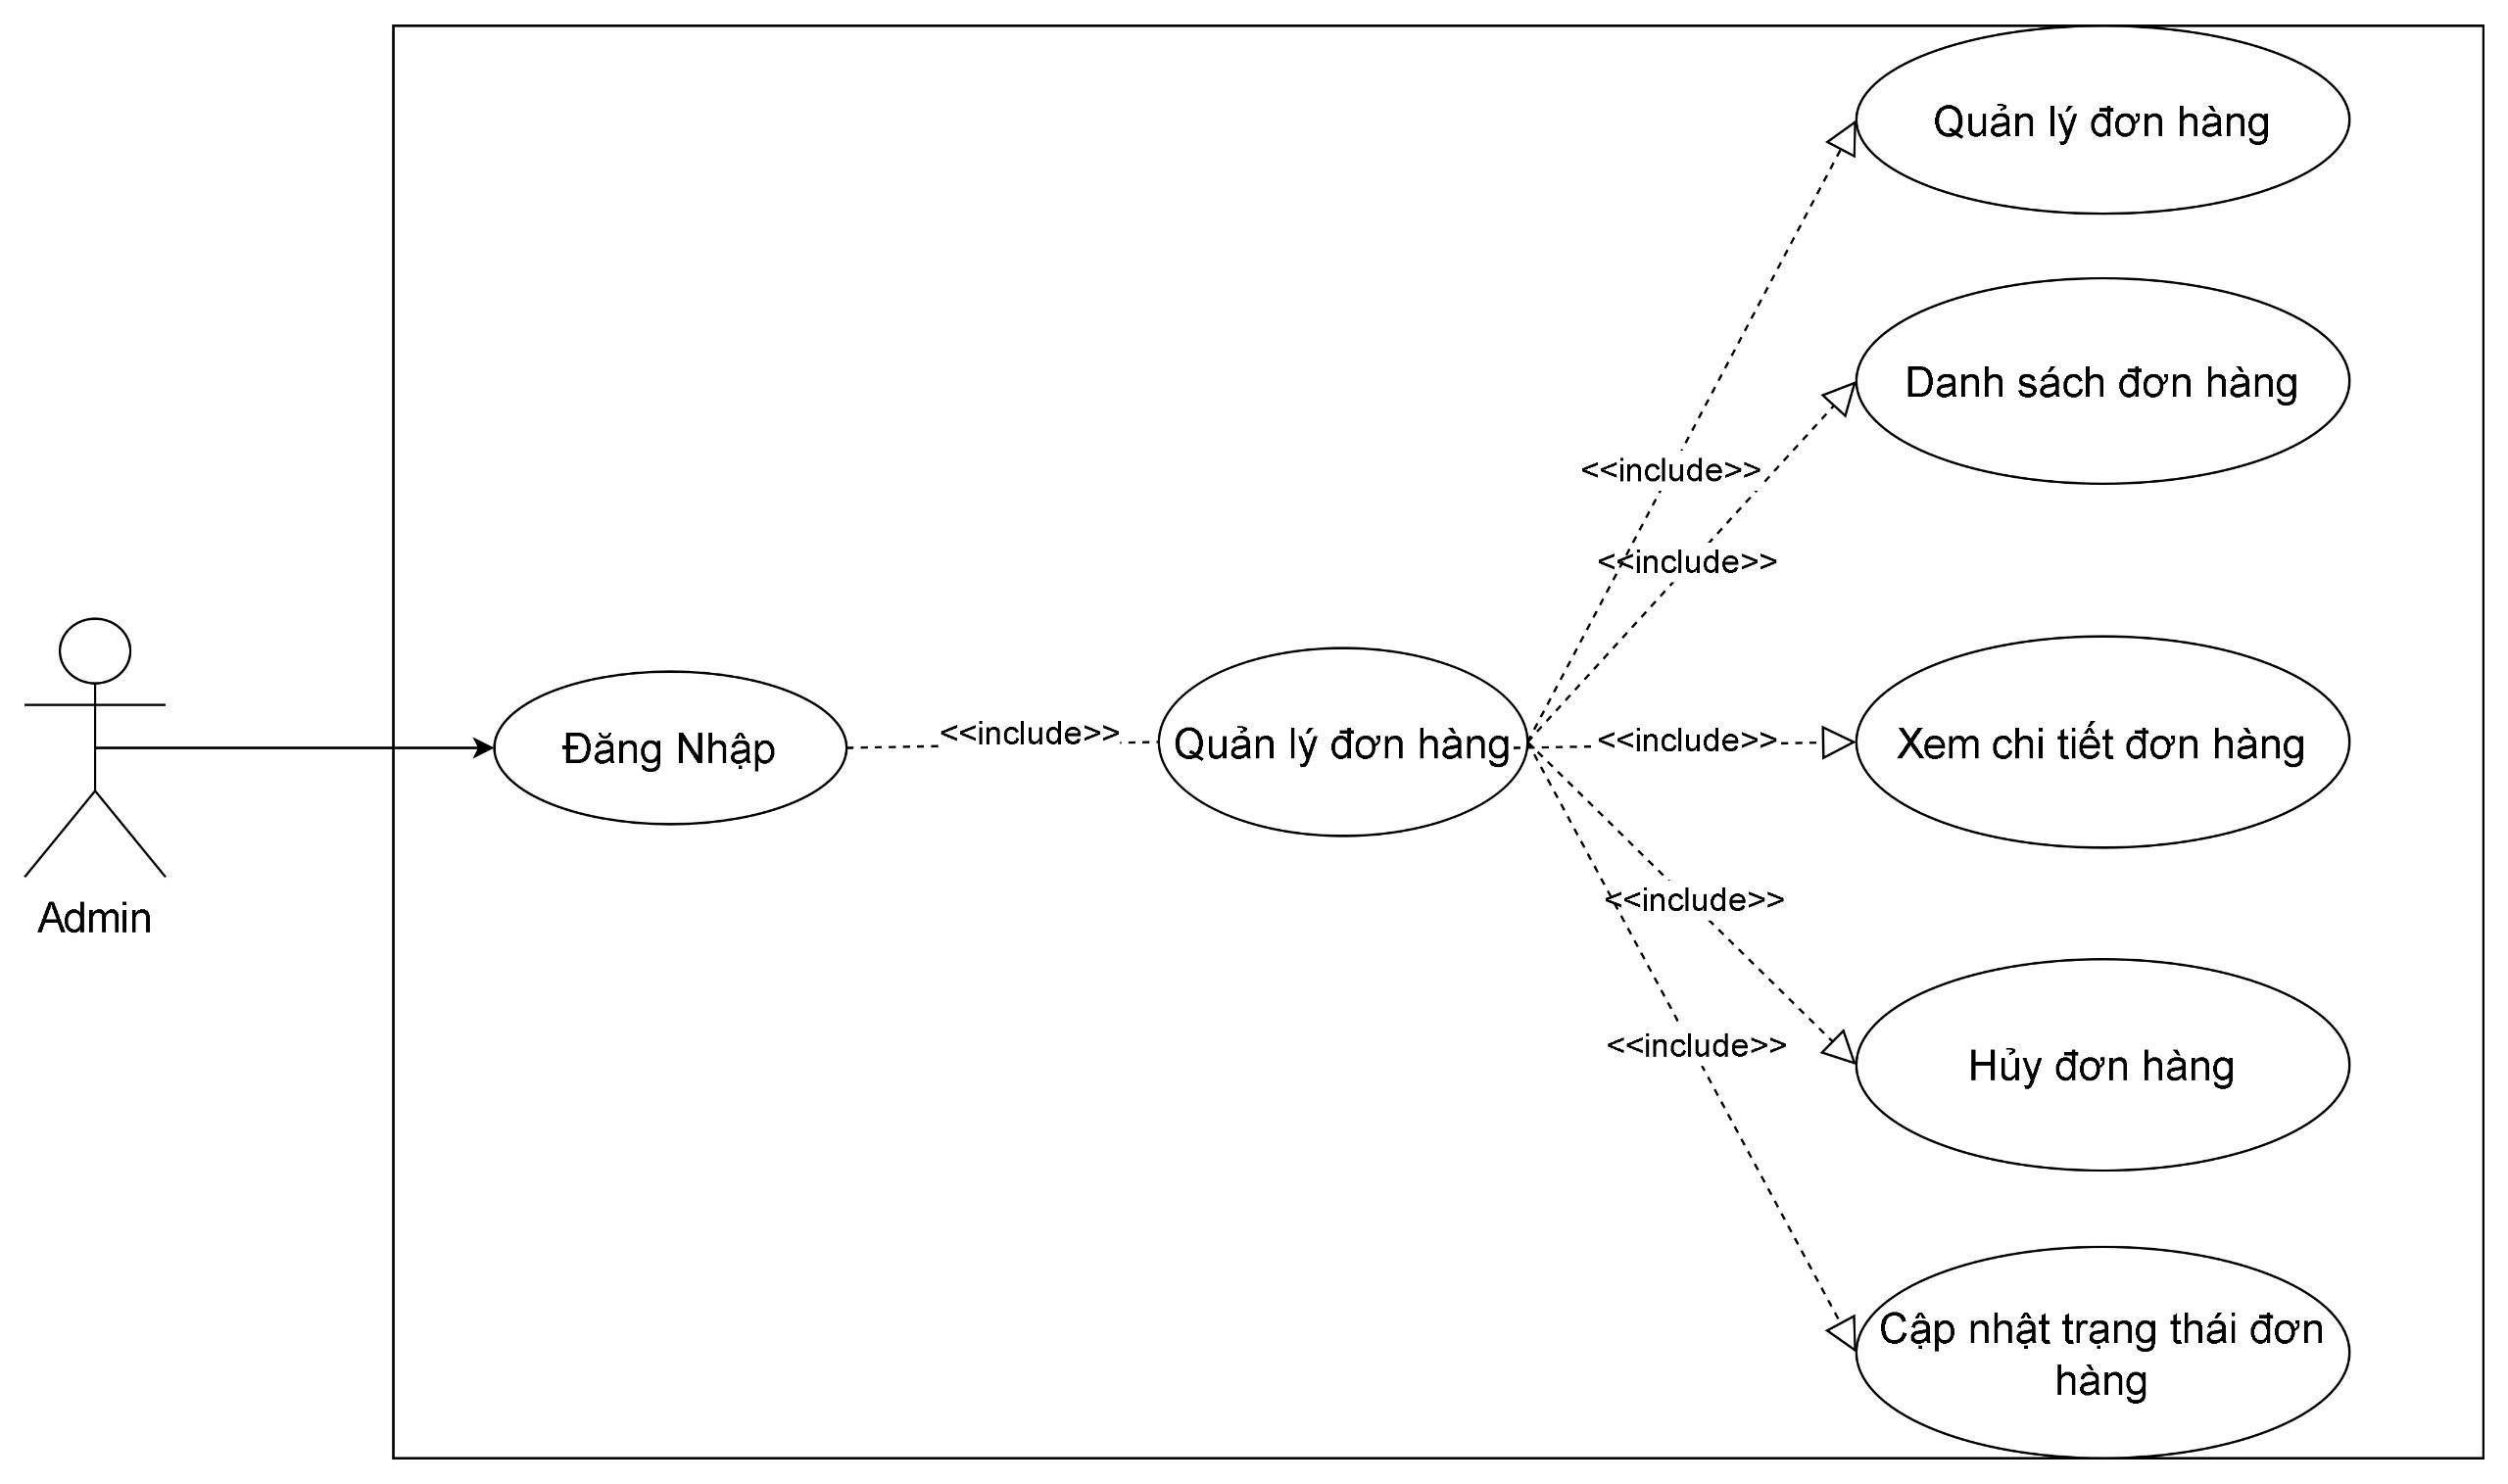 Quản lý đơn hàng
Danh sách đơn hàng
<<include>>
<<include>>
Admin
Đăng Nhập
<<include>>
Quản lý đơn hàng
<<include>>
Xem chi tiết đơn hàng
<<include>>
<<include>>
Hủy đơn hàng
Cập nhật trạng thái đơn
hàng